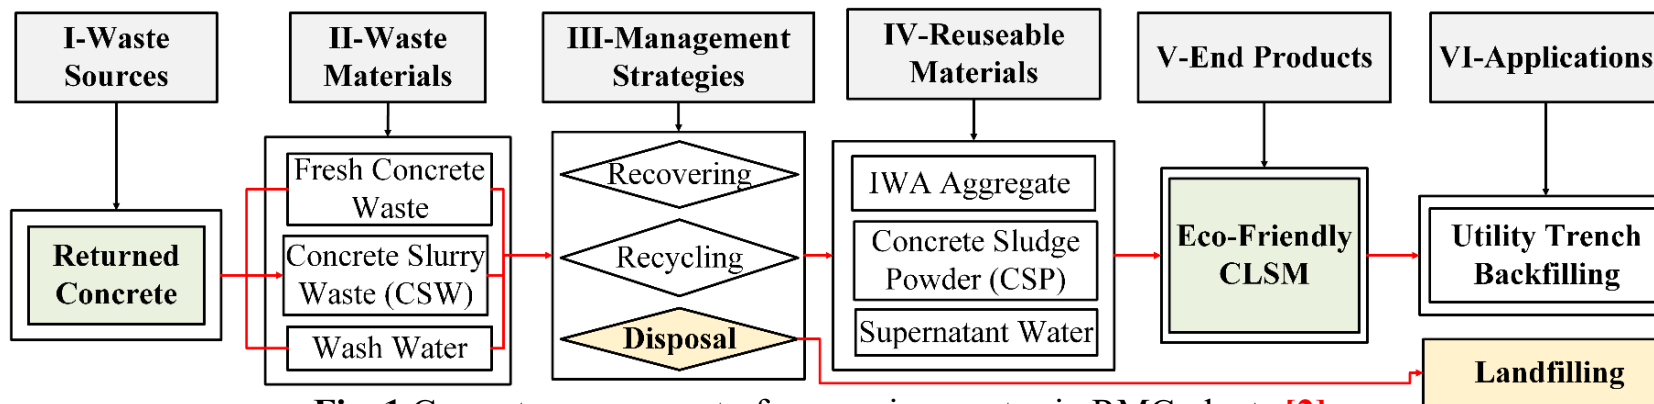 I-Waste
Sources
II-Waste
Materials
III-Management
Strategies
IV-Reuseable
Materials
V-End Products
VI-Applications
Returned
Concrete
Fresh Concrete
Waste
Concrete Slurry
Waste (CSW)
Wash Water
Recovering
Recycling
Disposal
IWA Aggregate
Concrete Sludge
Powder (CSP)
Supernatant Water
Eco-Friendly
CLSM
Utility Trench
Backfilling
Landfilling